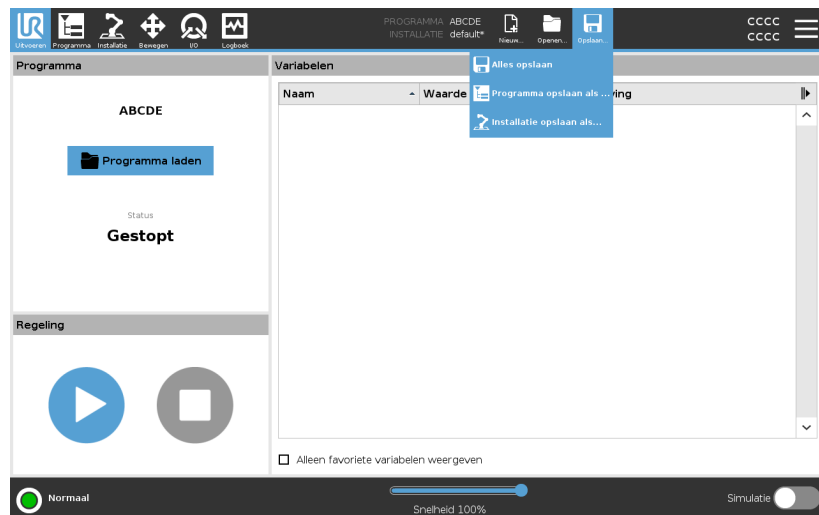 UR
Uitvoeren Programma Installatie Bewegen I/O Logboek
PROGRAMMA ABCDE
INSTALLATIE default*
Nieuw... Openen... Opslaan...
CCCC
CCCC
Alles opslaan
Programma opslaan als ...
Installatie opslaan als...
Programma
ABCDE
Programma laden
Status
Gestopt
Regeling
Variabelen
Naam Waarde ving
Alleen favoriete variabelen weergeven
Normaal
Snelheid 100%
Simulatie